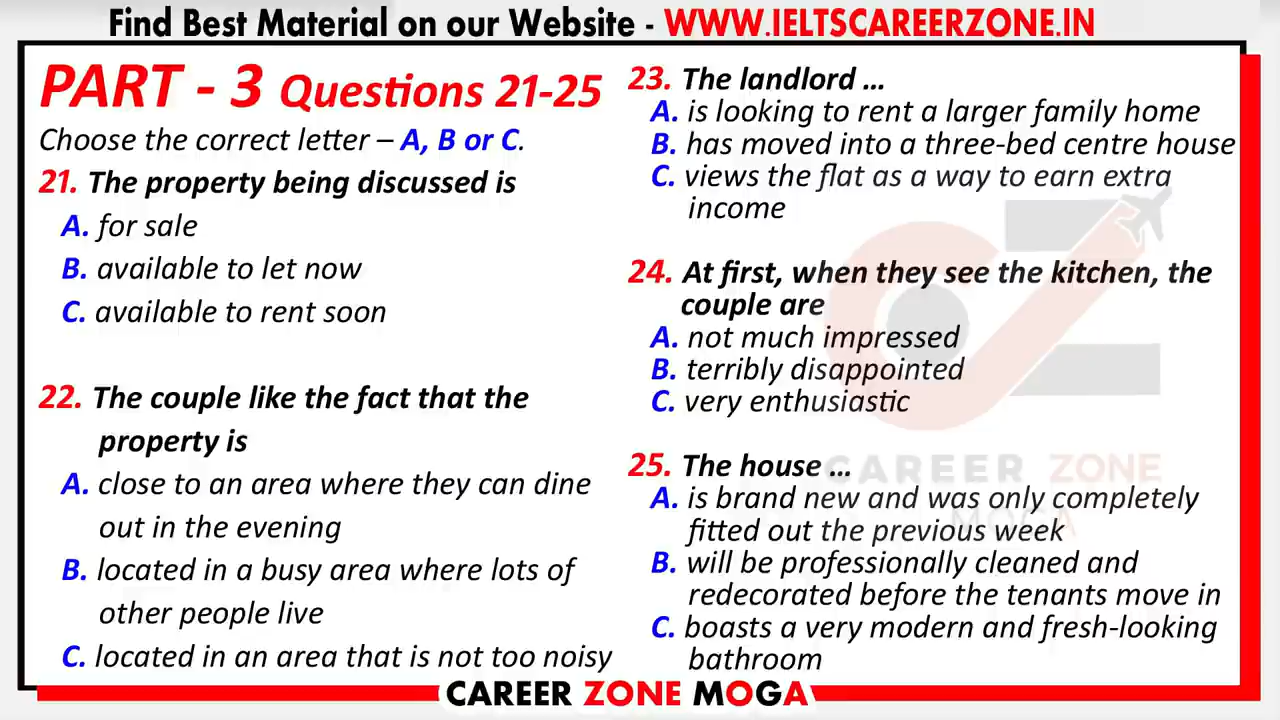 Find Best Material on our Website - WWW.IELTSCAREERZONE.IN
PART - 3 Questions 21-25
Choose the correct letter – A, B or C.
21. The property being discussed is
A. for sale
B. available to let now
C. available to rent soon
22. The couple like the fact that the
property is
A. close to an area where they can dine
out in the evening
B. located in a busy area where lots of
other people live
C. located in an area that is not too noisy
23. The landlord ...
A. is looking to rent a larger family home
B. has moved into a three-bed centre house
C. views the flat as a way to earn extra
income
24. At first, when they see the kitchen, the
couple are
A. not much impressed
B. terribly disappointed
C. very enthusiastic
25. The house ...
A. is brand new and was only completely
fitted out the previous week
B. will be professionally cleaned and
redecorated before the tenants move in
C. boasts a very modern and fresh-looking
bathroom
CAREER ZONE
MOGA
CAREER ZONE MOGA